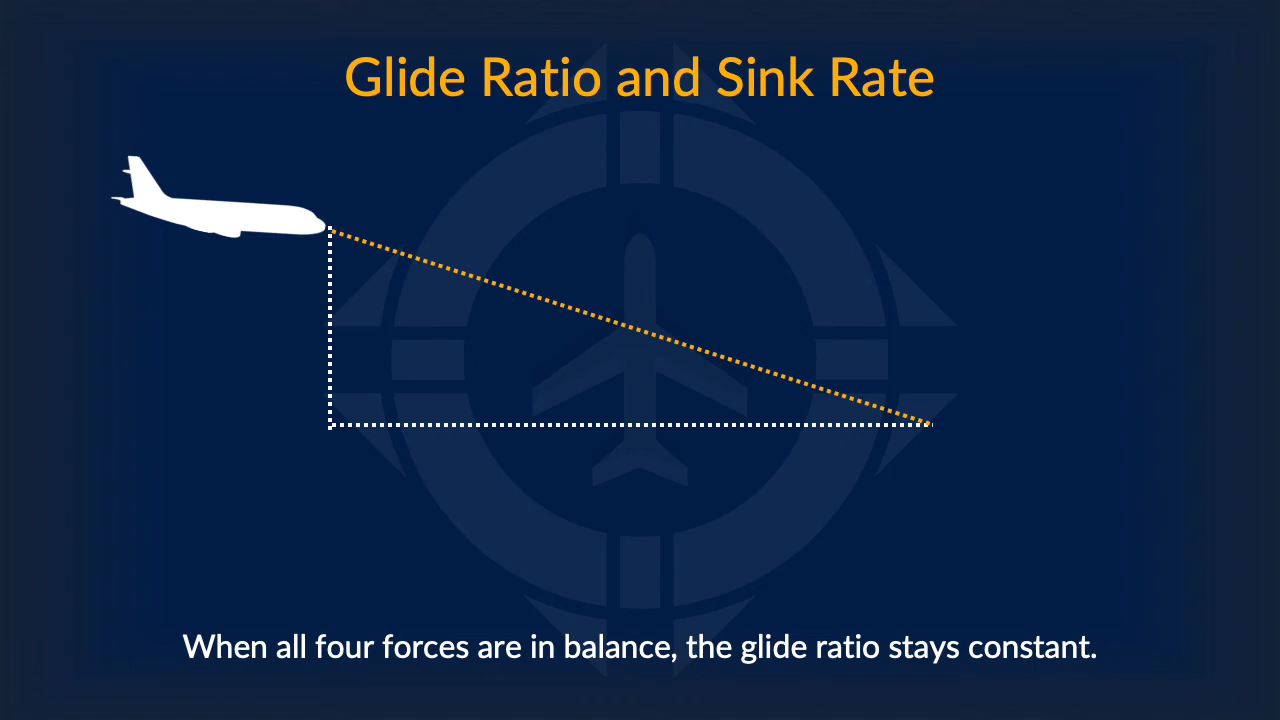 Glide Ratio and Sink Rate
When all four forces are in balance, the glide ratio stays constant.